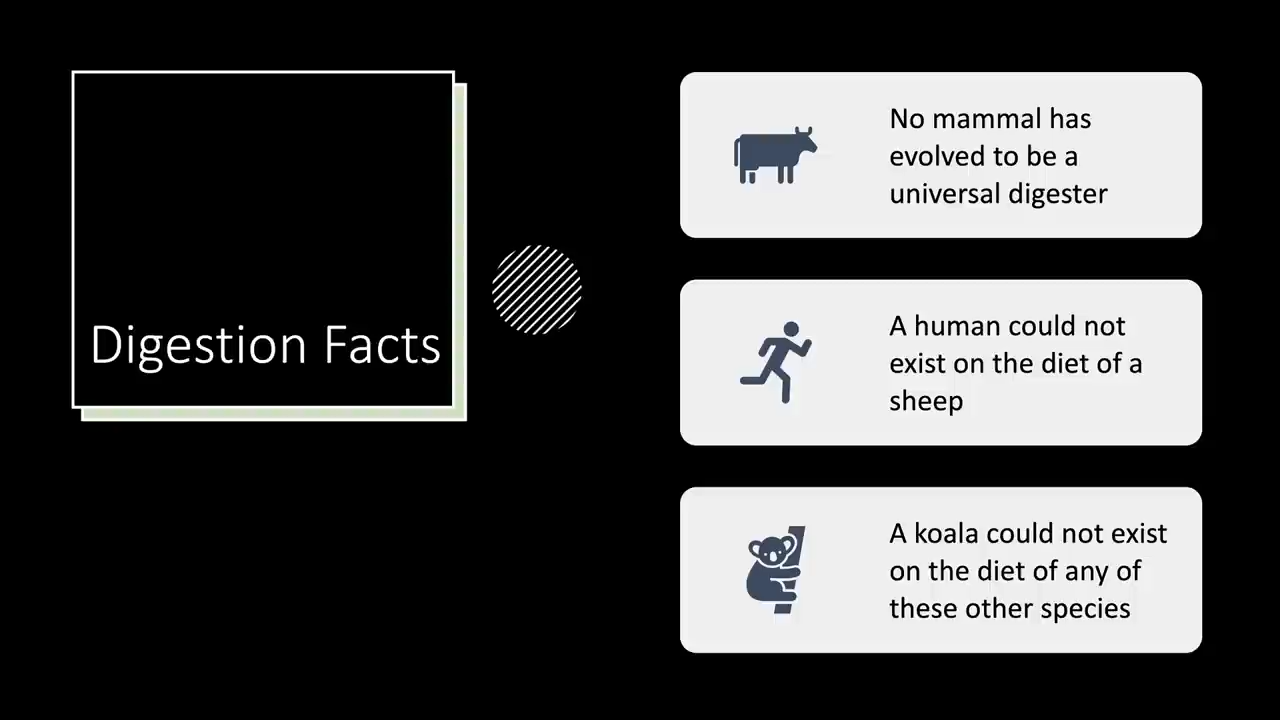 Digestion Facts
No mammal has
evolved to be a
universal digester
A human could not
exist on the diet of a
sheep
A koala could not exist
on the diet of any of
these other species